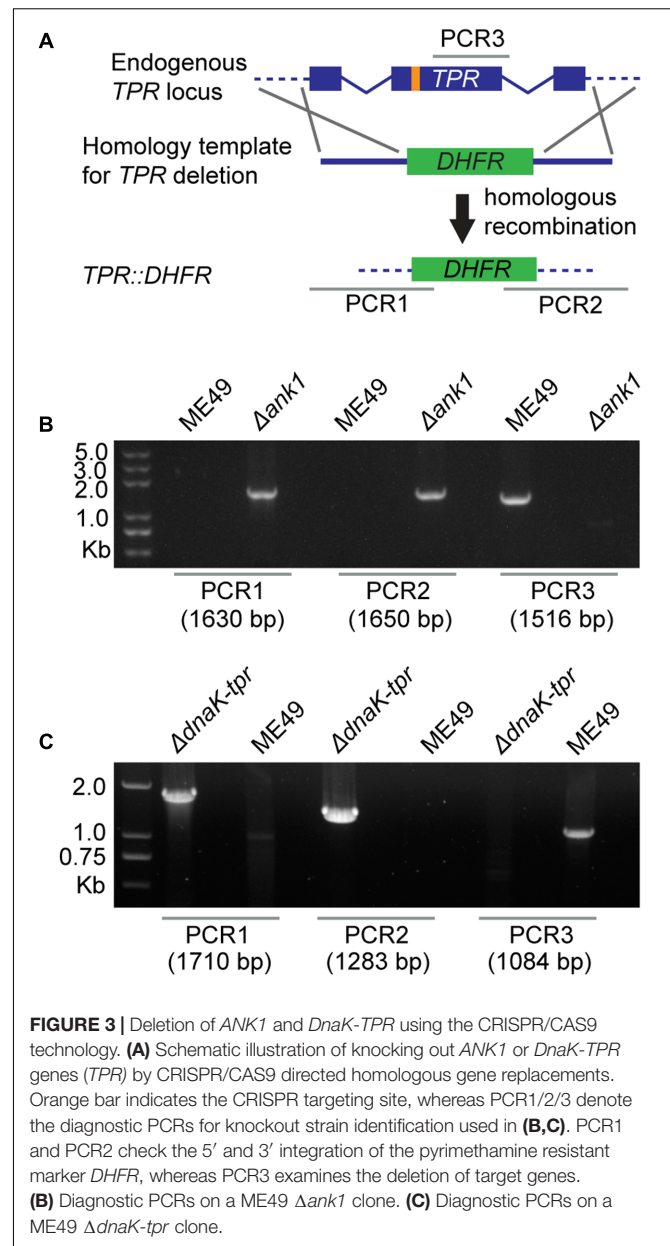 A
PCR3
Endogenous
TPR locus
TPR
Homology template
for TPR deletion
DHFR
homologous
recombination
TPR::DHFR
DHFR
PCR1
PCR2
B
ME49
Δank1
ME49
Δank1
ME49
Δank1
5.0
3.0
2.0
1.0
Kb
PCR1
(1630 bp)
PCR2
(1650 bp)
PCR3
(1516 bp)
C
ΔdnaK-tpr
ME49
ΔdnaK-tpr
ME49
ΔdnaK-tpr
ME49
2.0
1.0
0.75
Kb
PCR1
(1710 bp)
PCR2
(1283 bp)
PCR3
(1084 bp)
FIGURE 3 | Deletion of ANK1 and DnaK-TPR using the CRISPR/CAS9
technology. (A) Schematic illustration of knocking out ANK1 or DnaK-TPR
genes (TPR) by CRISPR/CAS9 directed homologous gene replacements.
Orange bar indicates the CRISPR targeting site, whereas PCR1/2/3 denote
the diagnostic PCRs for knockout strain identification used in (B,C). PCR1
and PCR2 check the 5′ and 3′ integration of the pyrimethamine resistant
marker DHFR, whereas PCR3 examines the deletion of target genes.
(B) Diagnostic PCRs on a ME49 Δank1 clone. (C) Diagnostic PCRs on a
ME49 ΔdnaK-tpr clone.